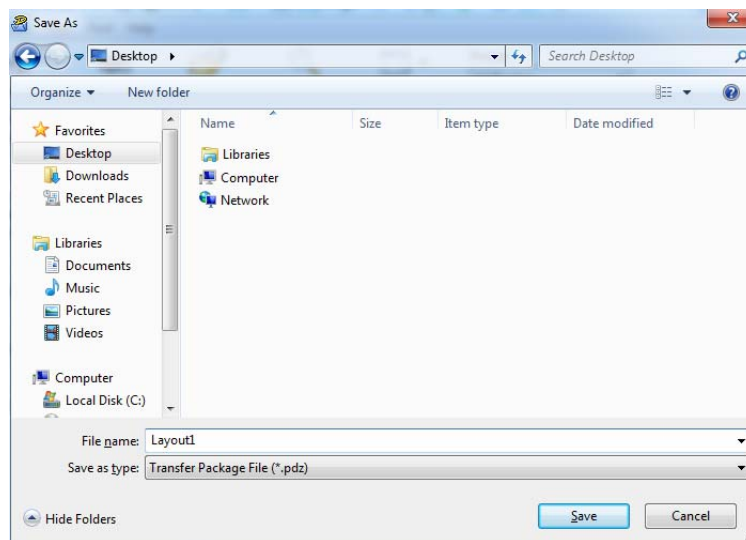 Save As
Desktop
Search Desktop
Organize New folder
Name Size Item type Date modified
Favorites
Desktop
Downloads
Recent Places
Libraries
Documents
Music
Pictures
Videos
Computer
Local Disk (C:)
Libraries
Computer
Network
File name: Layout1
Save as type: Transfer Package File (*.pdz)
Hide Folders
Save Cancel